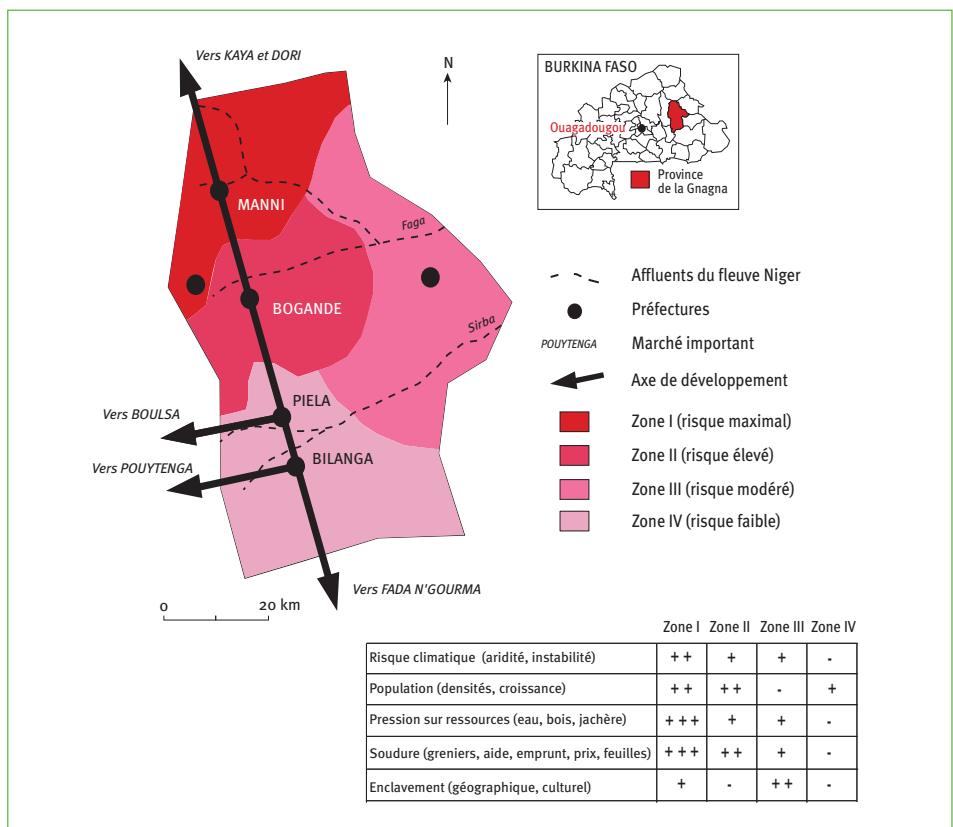 Vers KAYA et DORI
N
BURKINA FASO
Ouagadougou
Province
de la Gnagna
MANNI
Faga
BOGANDE
Sirba
PIELA
Vers BOULSA
BILANGA
Vers POUYTENGA
Vers FADA N'GOURMA
0 20 km
Affluents du fleuve Niger
Préfectures
POUYTENGA Marché important
Axe de développement
Zone I (risque maximal)
Zone II (risque élevé)
Zone III (risque modéré)
Zone IV (risque faible)
Zone I Zone II Zone III Zone IV
Risque climatique (aridité, instabilité) ++ + + -
Population (densités, croissance) ++ ++ - +
Pression sur ressources (eau, bois, jachère) +++ + + -
Soudure (greniers, aide, emprunt, prix, feuilles) +++ ++ + -
Enclavement (géographique, culturel) + - ++ -